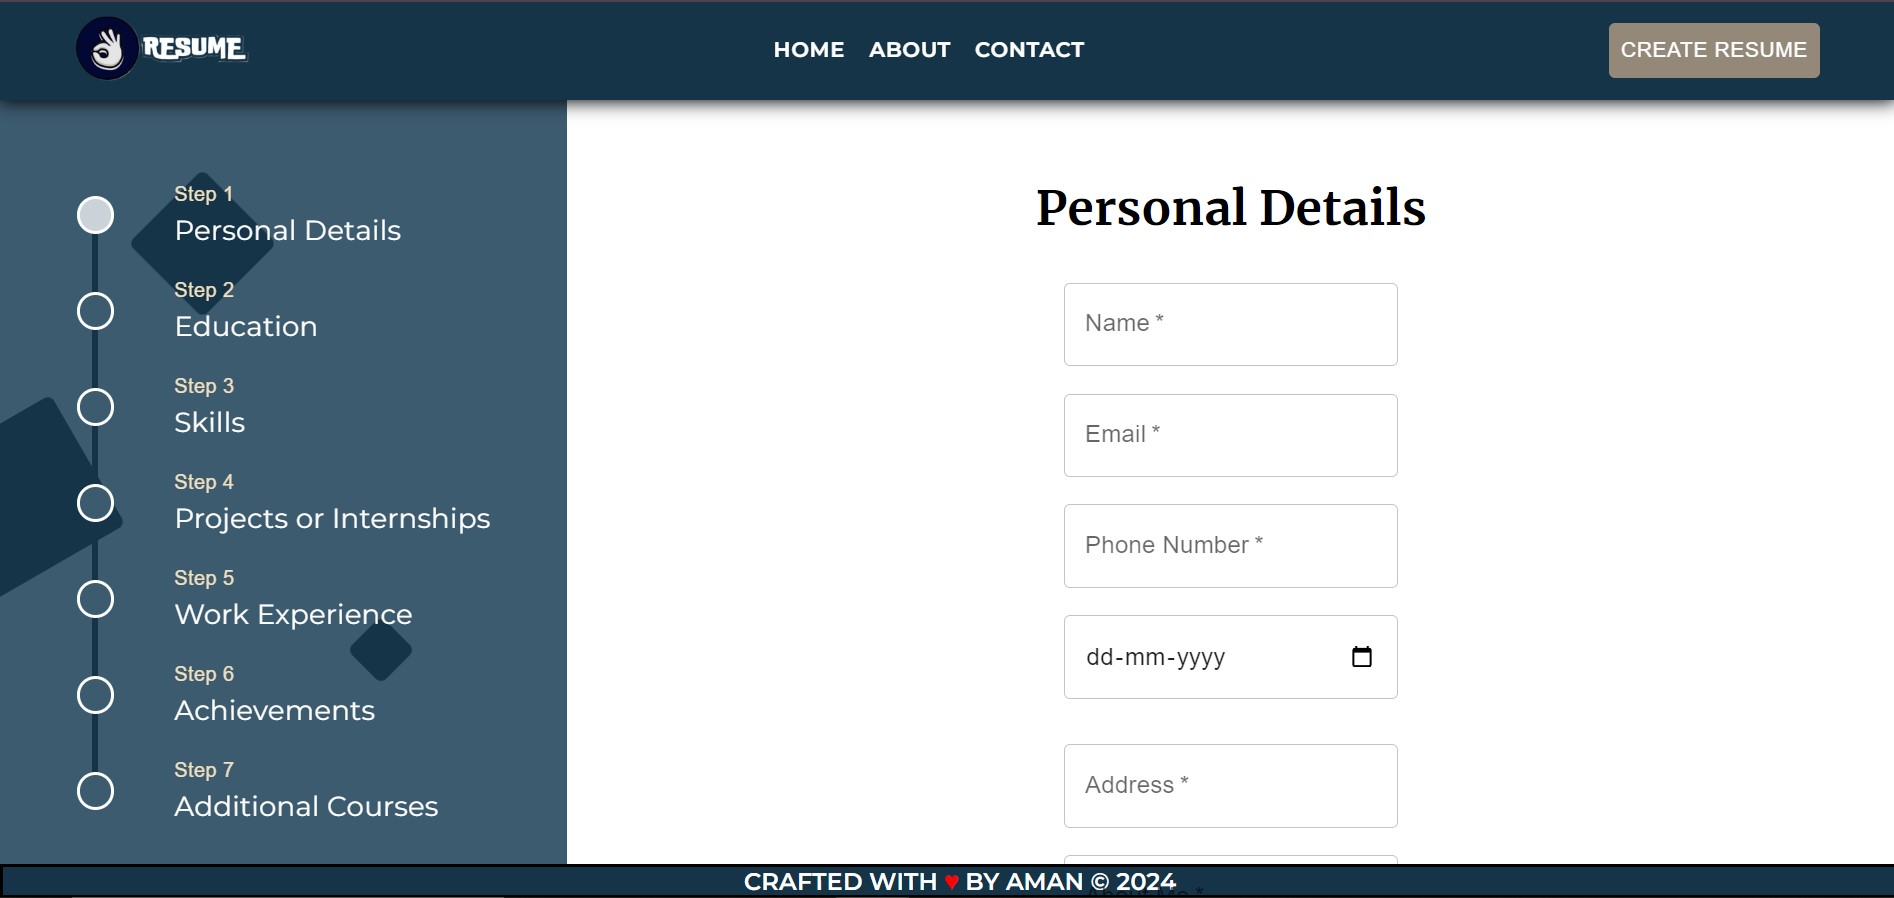 RESUME
HOME ABOUT CONTACT
CREATE RESUME
Step 1
Personal Details
Step 2
Education
Step 3
Skills
Step 4
Projects or Internships
Step 5
Work Experience
Step 6
Achievements
Step 7
Additional Courses
Personal Details
Name *
Email *
Phone Number *
dd-mm-yyyy
Address *
About Me *
CRAFTED WITH ♥ BY AMAN © 2024